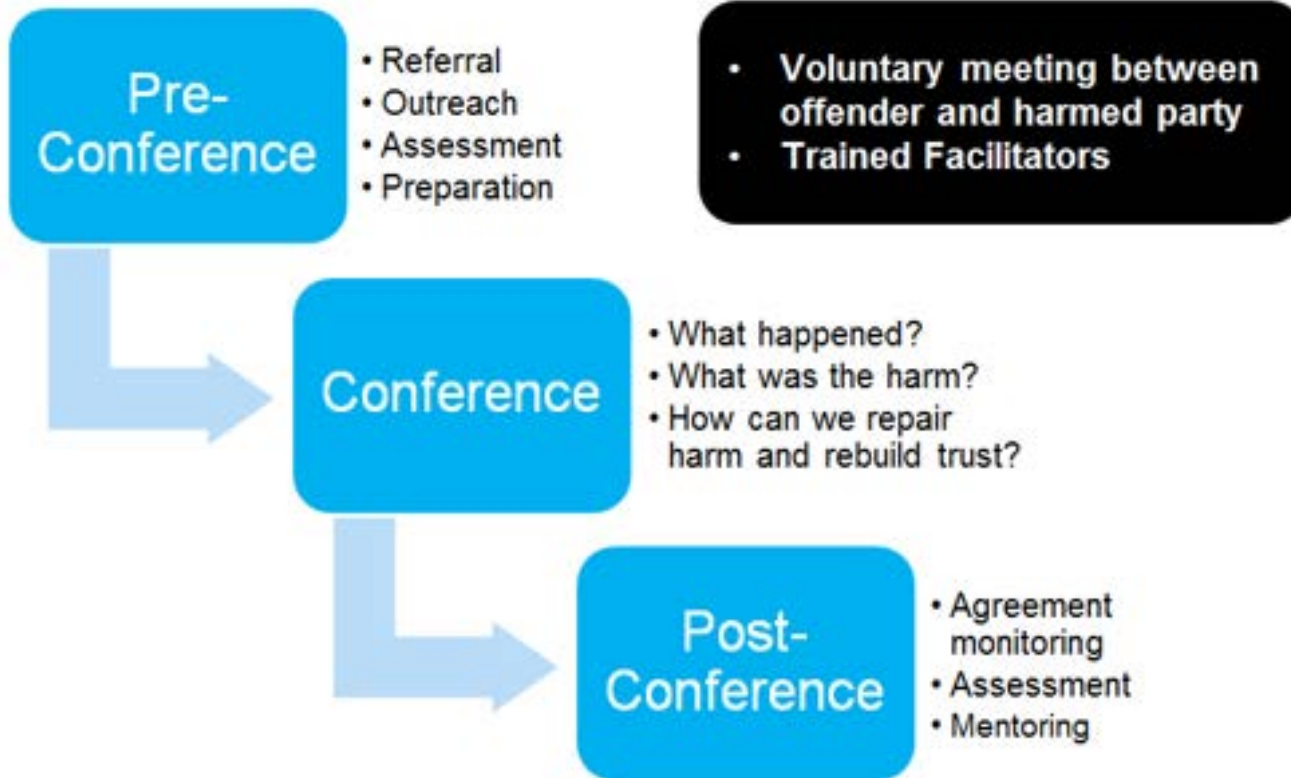 Pre-
Conference
• Referral
• Outreach
• Assessment
• Preparation
• Voluntary meeting between
offender and harmed party
• Trained Facilitators
Conference
• What happened?
• What was the harm?
• How can we repair
harm and rebuild trust?
Post-
Conference
• Agreement
monitoring
• Assessment
• Mentoring